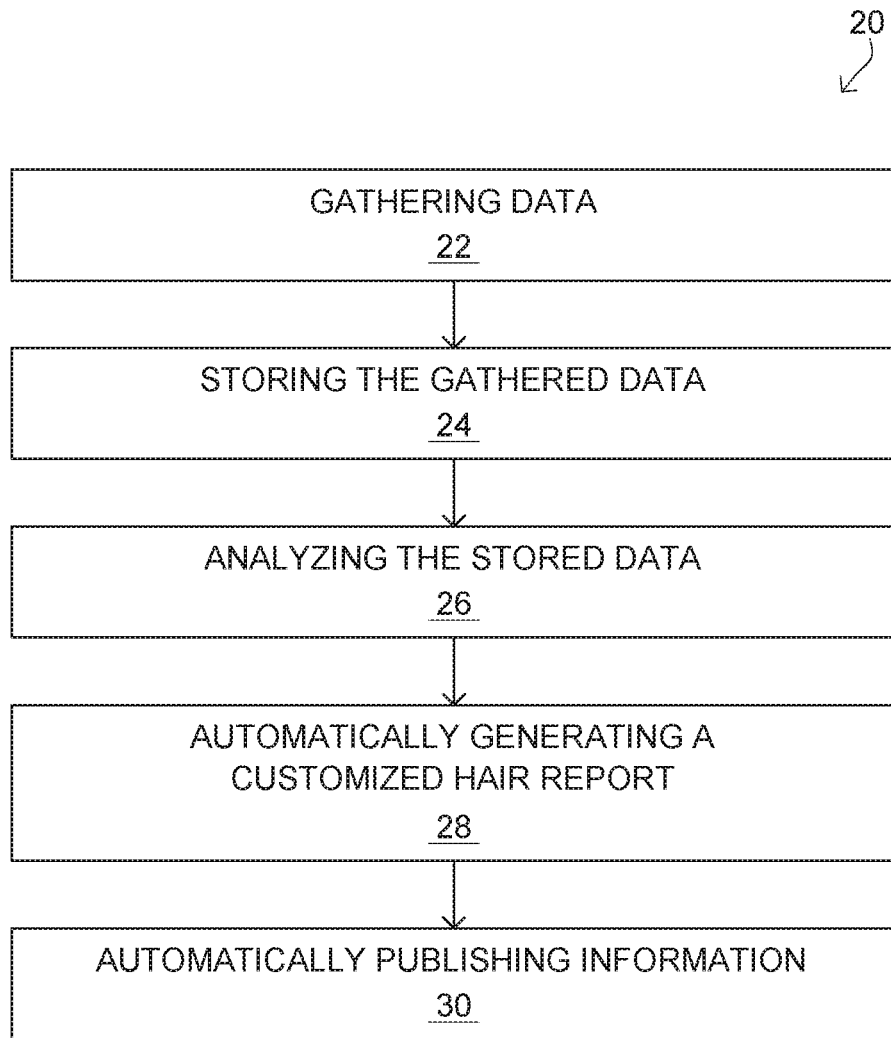 20
GATHERING DATA
22
STORING THE GATHERED DATA
24
ANALYZING THE STORED DATA
26
AUTOMATICALLY GENERATING A
CUSTOMIZED HAIR REPORT
28
AUTOMATICALLY PUBLISHING INFORMATION
30